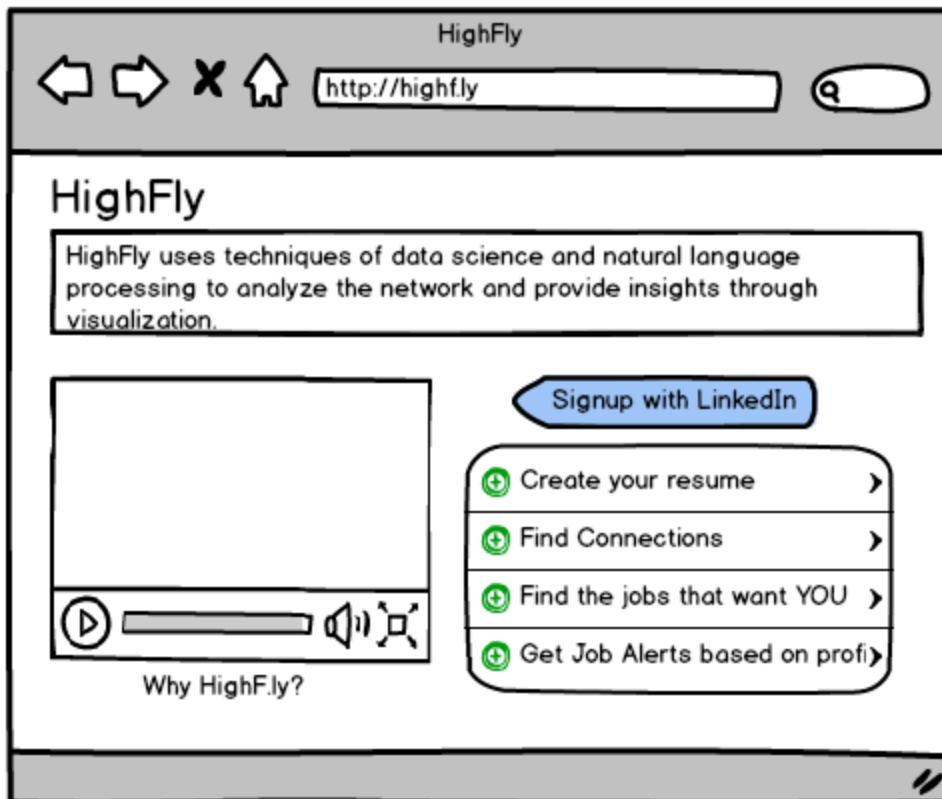 HighFly
http://highf.ly
HighFly
HighFly uses techniques of data science and natural language
processing to analyze the network and provide insights through
visualization.
Signup with LinkedIn
Create your resume
Find Connections
Find the jobs that want YOU
Get Job Alerts based on profi
Why HighF.ly?